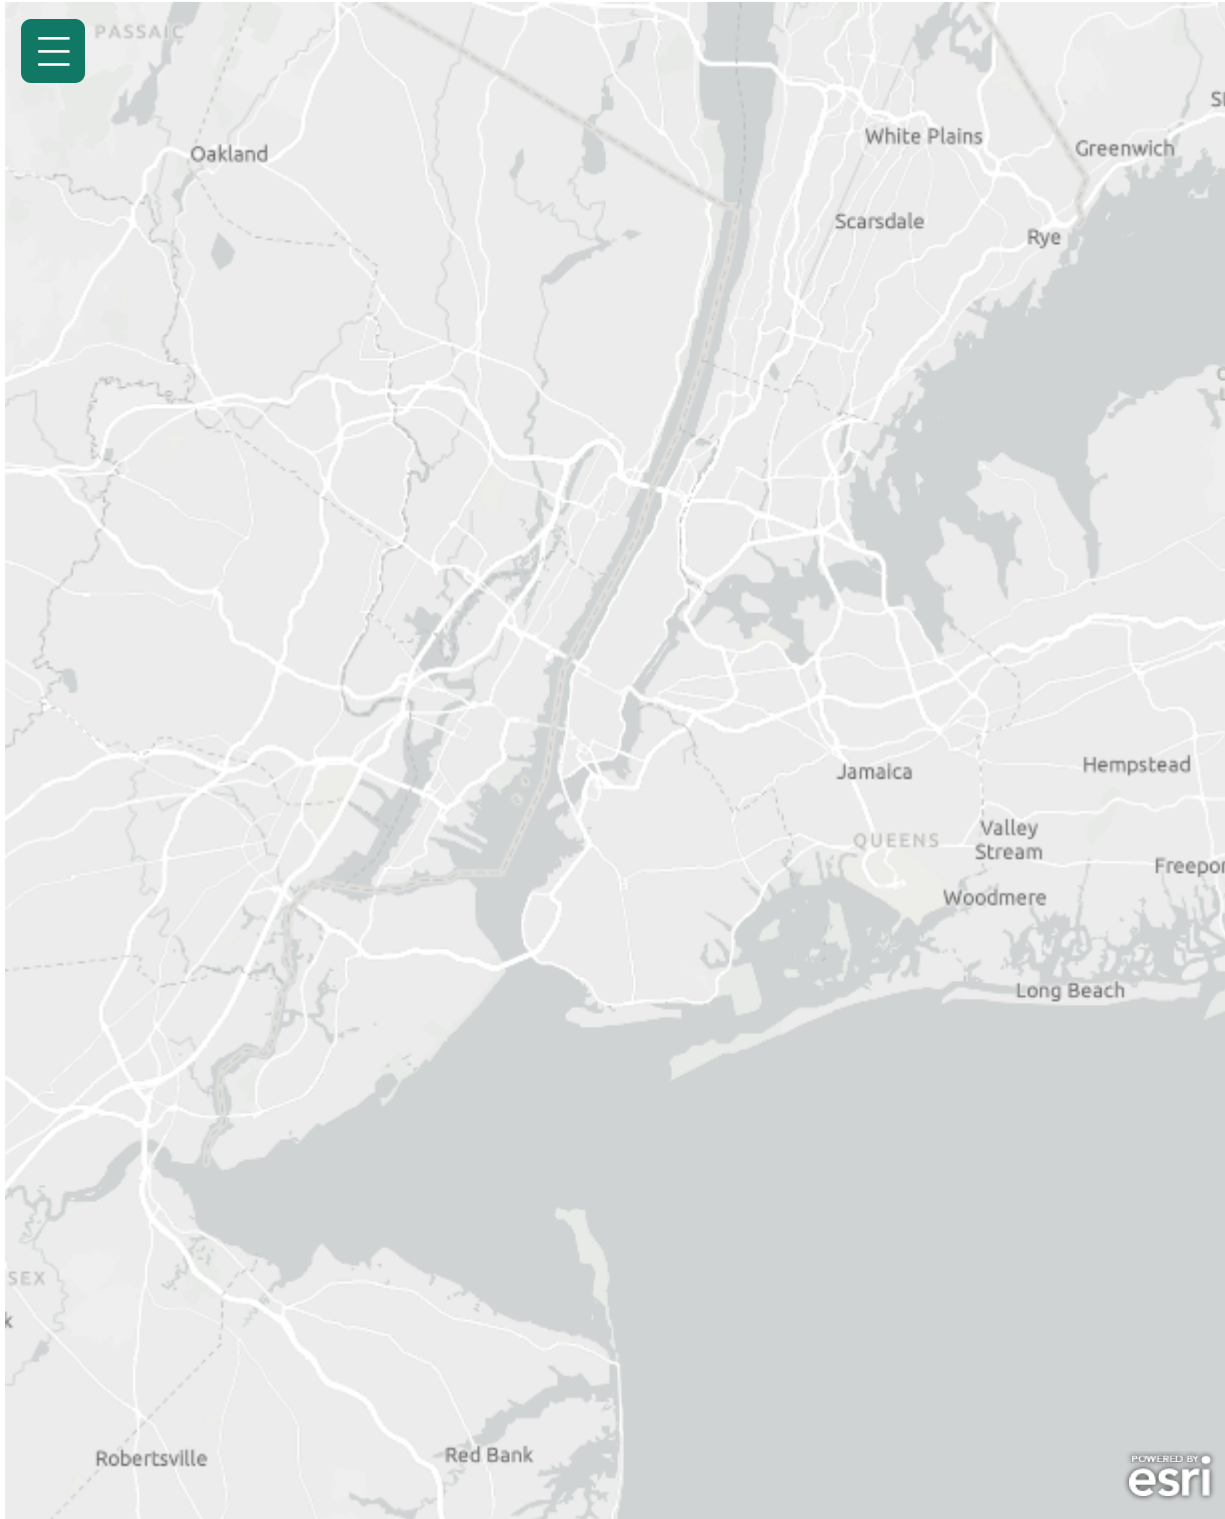 PASSAIC
White Plains
Greenwich
Oakland
Scarsdale
Rye
Jamaica
Hempstead
QUEENS
Valley
Stream
Freepor
Woodmere
Long Beach
SEX
k
Robertsville
Red Bank
POWERED BY
esri